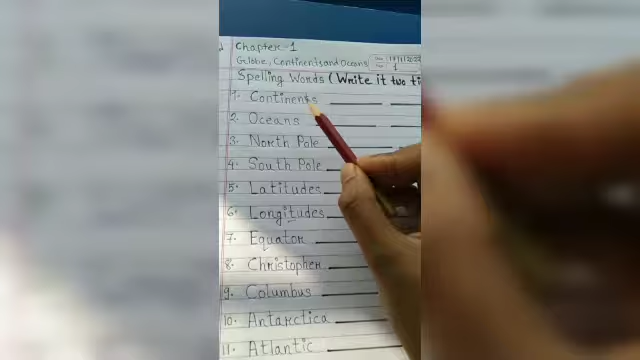 Chapter-1
Globe, Continents and Oceans
Spelling Words (Write it two ti
1. Continents
2. Oceans
3. North Pole
4. South Pole
5. Latitudes
6. Longitudes
7. Equator
8. Christopher
9. Columbus
10. Antarctica
11. Atlantic